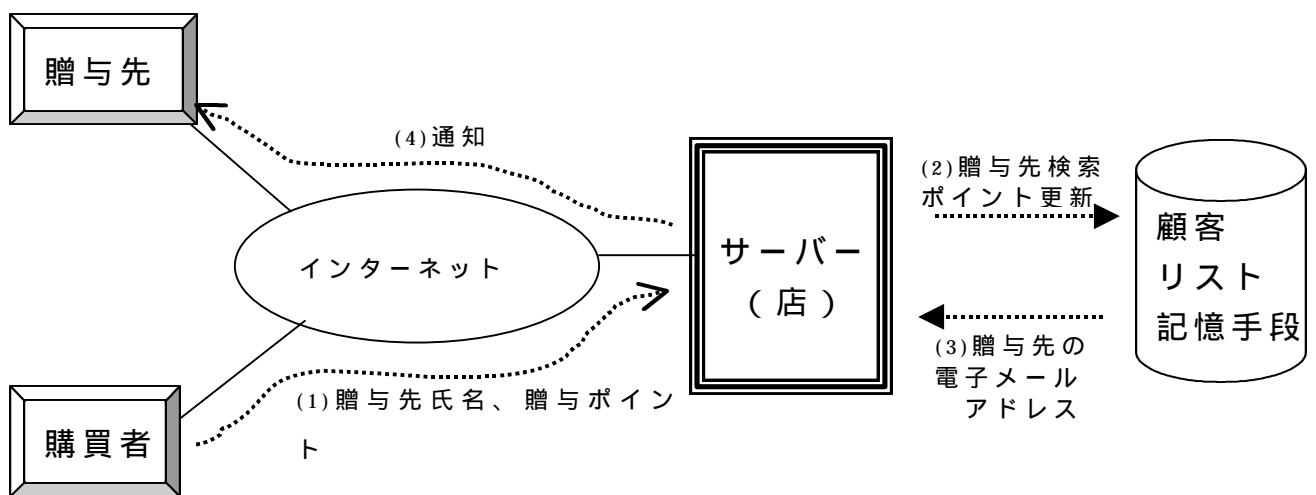 贈与先
(4)通知
(2)贈与先検索
ポイント更新
サーバー
(店)
顧客
リスト
記憶手段
インターネット
(3)贈与先の
電子メール
アドレス
(1)贈与先氏名、贈与ポイン
ト
購買者